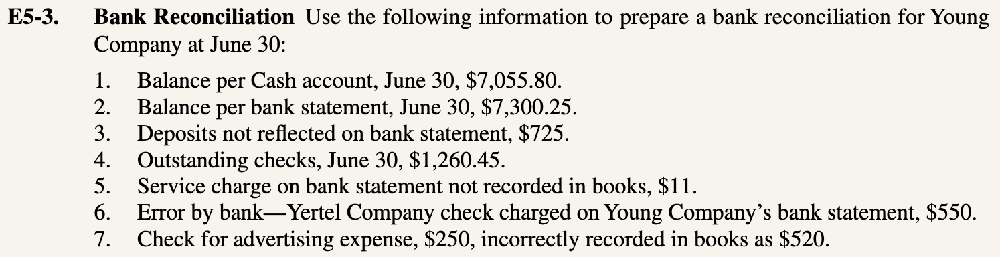 E5-3. Bank Reconciliation Use the following information to prepare a bank reconciliation for Young
Company at June 30:
1. Balance per Cash account, June 30, $7,055.80.
2. Balance per bank statement, June 30, $7,300.25.
3. Deposits not reflected on bank statement, $725.
4. Outstanding checks, June 30, $1,260.45.
5. Service charge on bank statement not recorded in books, $11.
6. Error by bank—Yertel Company check charged on Young Company’s bank statement, $550.
7. Check for advertising expense, $250, incorrectly recorded in books as $520.